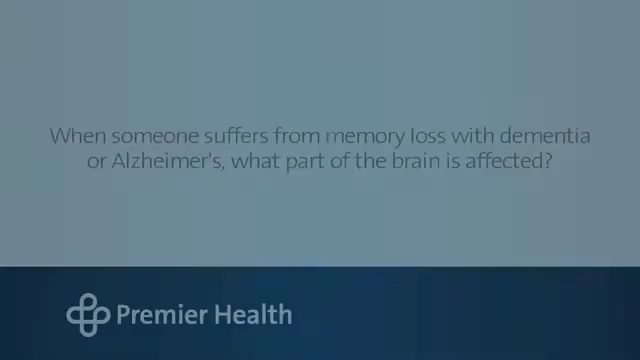 When someone suffers from memory loss with dementia
or Alzheimer's, what part of the brain is affected?
Premier Health